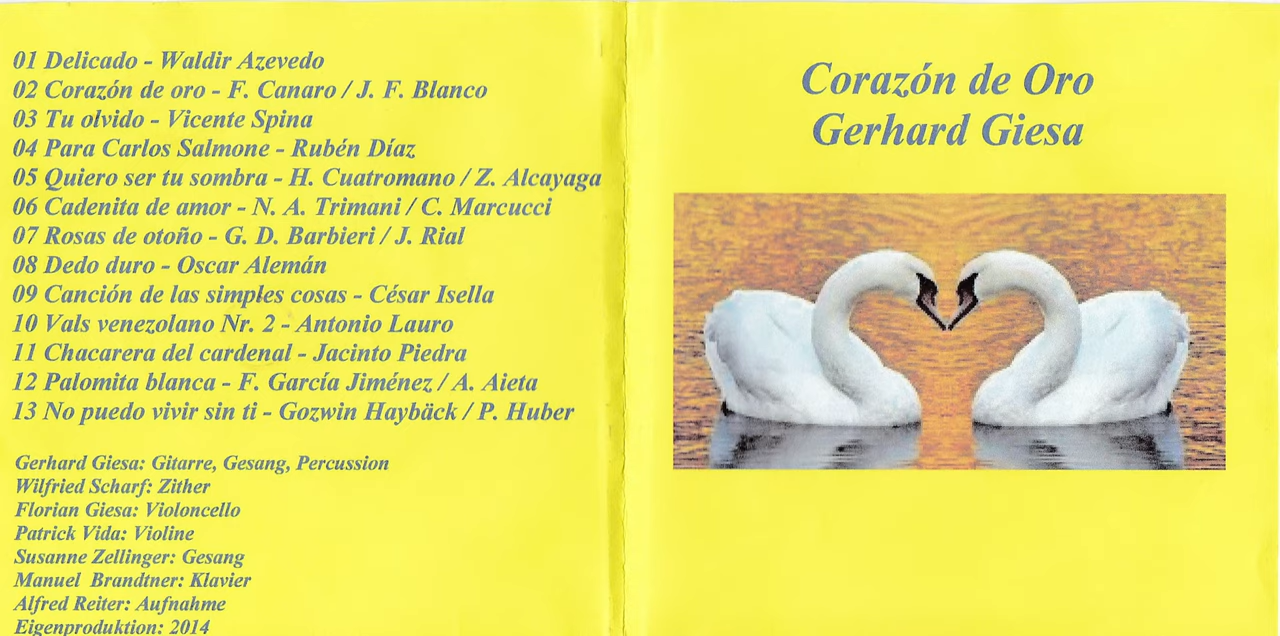 01 Delicado - Waldir Azevedo
02 Corazón de oro - F. Canaro / J. F. Blanco
03 Tu olvido - Vicente Spina
04 Para Carlos Salmone - Rubén Díaz
05 Quiero ser tu sombra - H. Cuatromano / Z. Alcayaga
06 Cadenita de amor - N. A. Trimani / C. Marcucci
07 Rosas de otoño - G. D. Barbieri / J. Rial
08 Dedo duro - Oscar Alemán
09 Canción de las simples cosas - César Isella
10 Vals venezolano Nr. 2 - Antonio Lauro
11 Chacarera del cardenal - Jacinto Piedra
12 Palomita blanca - F. García Jiménez / A. Aieta
13 No puedo vivir sin ti - Gozwin Haybäck / P. Huber
Gerhard Giesa: Gitarre, Gesang, Percussion
Wilfried Scharf: Zither
Florian Giesa: Violoncello
Patrick Vida: Violine
Susanne Zellinger: Gesang
Manuel Brandtner: Klavier
Alfred Reiter: Aufnahme
Eigenproduktion: 2014
Corazón de Oro
Gerhard Giesa